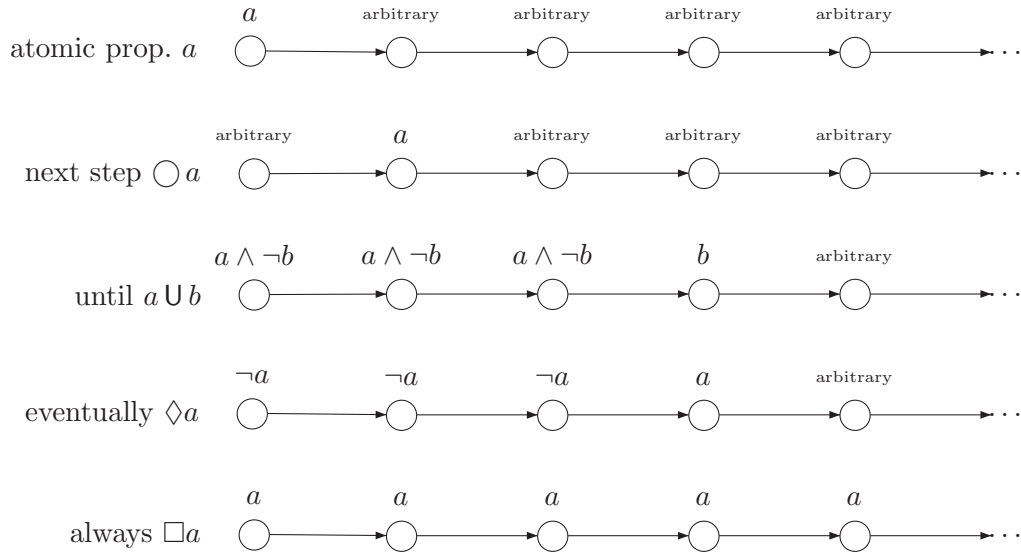 a arbitrary arbitrary arbitrary arbitrary
atomic prop. a · · ·
arbitrary a arbitrary arbitrary arbitrary
next step ◯ a · · ·
a ∧ ¬b a ∧ ¬b a ∧ ¬b b arbitrary
until a U b · · ·
¬a ¬a ¬a a arbitrary
eventually ◊a · · ·
a a a a a
always □a · · ·